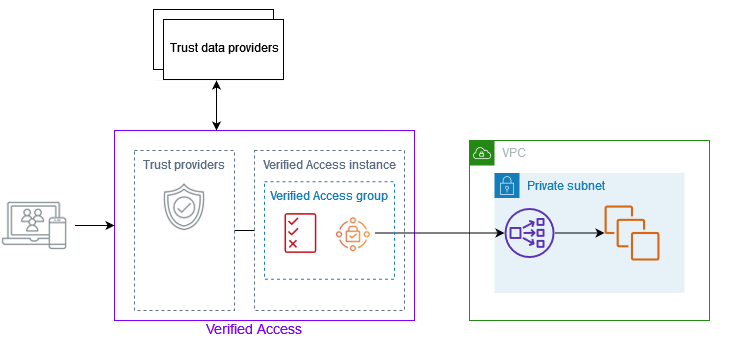 Trust data providers
Trust providers
Verified Access instance
Verified Access group
Verified Access
VPC
Private subnet